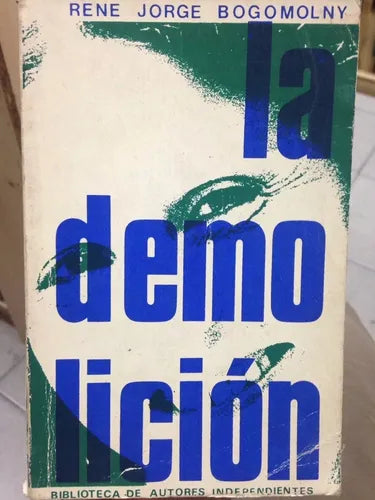 RENE JORGE BOGOMOLNY
la
demo
lición
BIBLIOTECA DE AUTORES INDEPENDIENTES